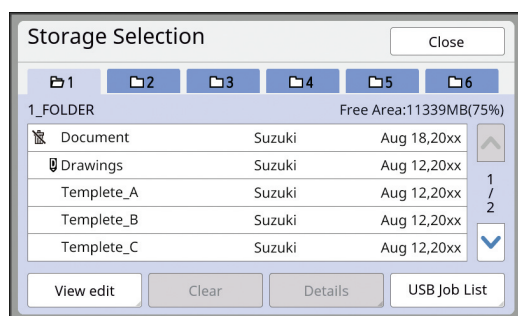 Storage Selection
Close
1 2 3 4 5 6
1_FOLDER Free Area:11339MB(75%)
Document Suzuki Aug 18,20xx
Drawings Suzuki Aug 12,20xx
Templete_A Suzuki Aug 12,20xx
Templete_B Suzuki Aug 12,20xx
Templete_C Suzuki Aug 12,20xx
1
/
2
View edit Clear Details USB Job List